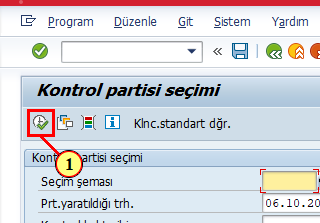 Program Düzenle Git Sistem Yardım
Kontrol partisi seçimi
Klnc.standart dğr.
Kontrol partisi seçimi
1
Seçim şeması
Prt.yaratıldığı trh. 06.10.20